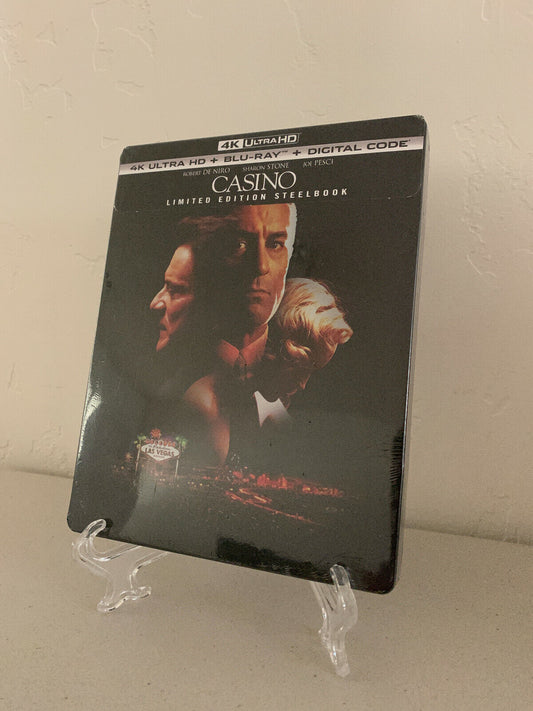 4K ULTRA HD
4K ULTRA HD + BLU-RAY™ + DIGITAL CODE*
ROBERT DE NIRO SHARON STONE JOE PESCI
CASINO
LIMITED EDITION STEELBOOK
LAS VEGAS